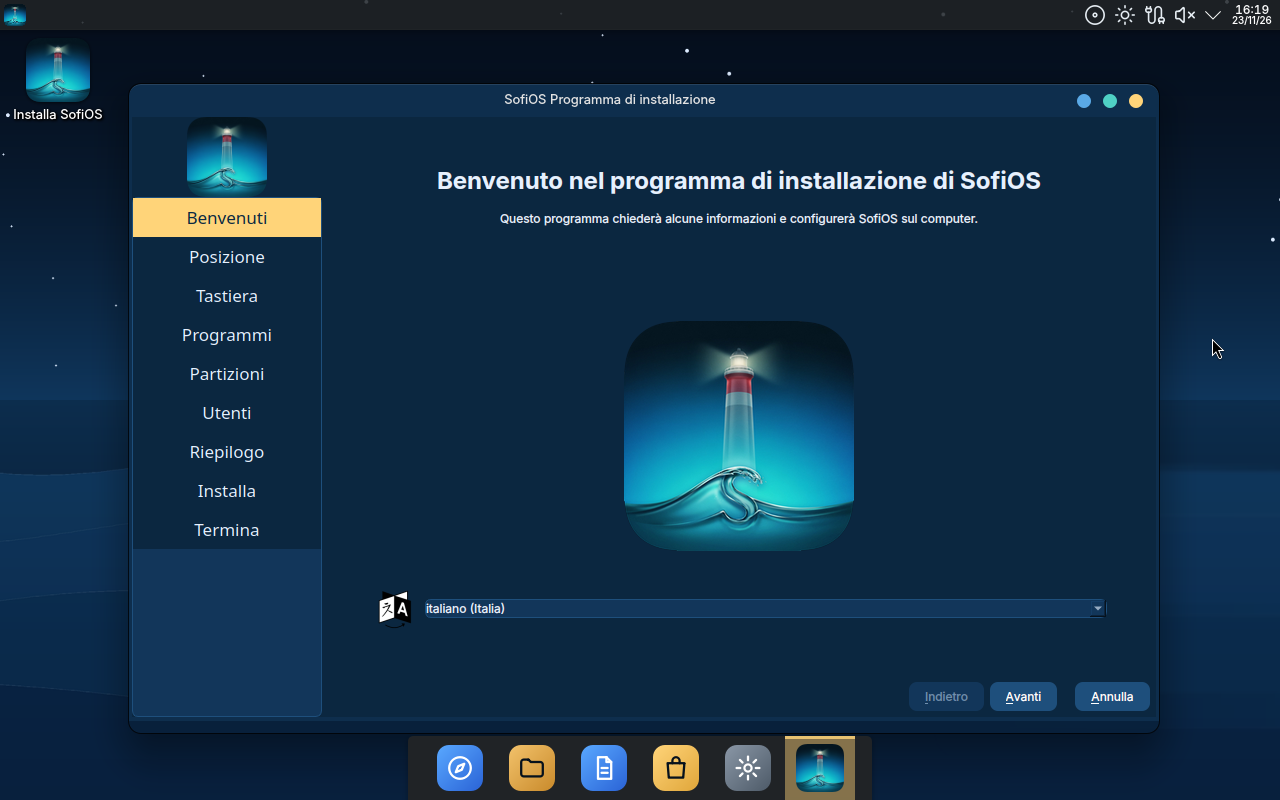 16:19
23/11/26
Installa SofiOS
SofiOS Programma di installazione
Benvenuti
Posizione
Tastiera
Programmi
Partizioni
Utenti
Riepilogo
Installa
Termina
Benvenuto nel programma di installazione di SofiOS
Questo programma chiederà alcune informazioni e configurerà SofiOS sul computer.
A
italiano (Italia)
Indietro
Avanti
Annulla